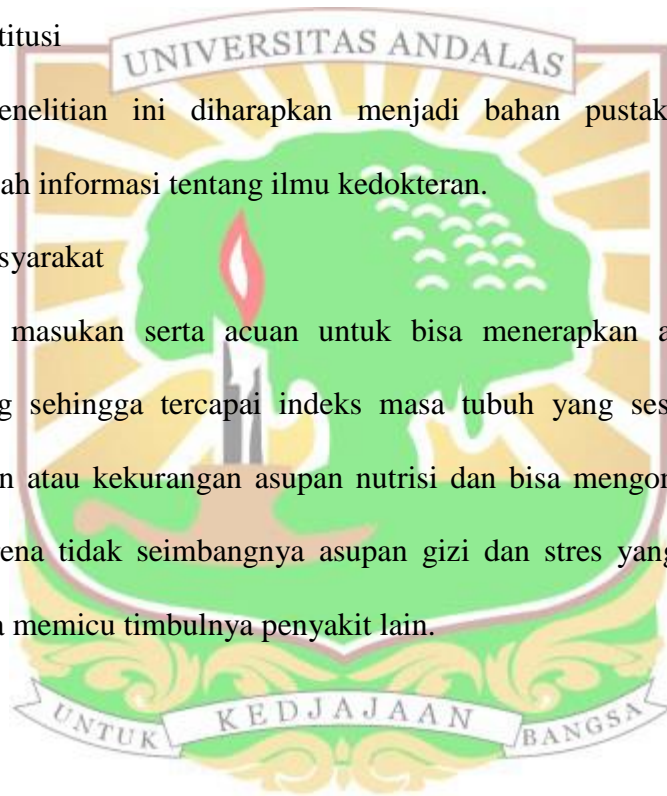 titusi
UNIVERSITAS ANDALAS
enelitian ini diharapkan menjadi bahan pustak
ah informasi tentang ilmu kedokteran.
syarakat
masukan serta acuan untuk bisa menerapkan a
g sehingga tercapai indeks masa tubuh yang ses
n atau kekurangan asupan nutrisi dan bisa mengon
ena tidak seimbangnya asupan gizi dan stres yang
a memicu timbulnya penyakit lain.
UNTUK KEDJAJAAN BANGSA